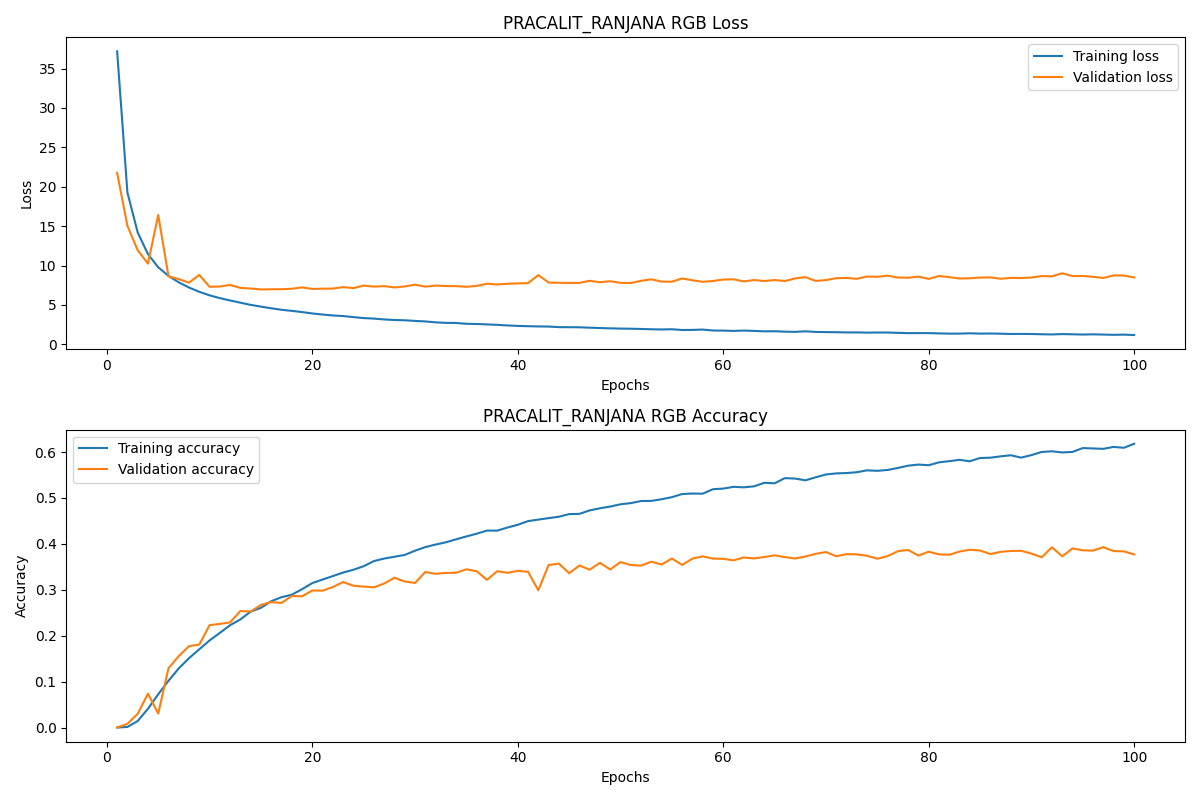 PRACALIT_RANJANA RGB Loss
Training loss
Validation loss
Loss
35
30
25
20
15
10
5
0
0 20 40 60 80 100
Epochs
PRACALIT_RANJANA RGB Accuracy
Training accuracy
Validation accuracy
Accuracy
0.6
0.5
0.4
0.3
0.2
0.1
0.0
0 20 40 60 80 100
Epochs